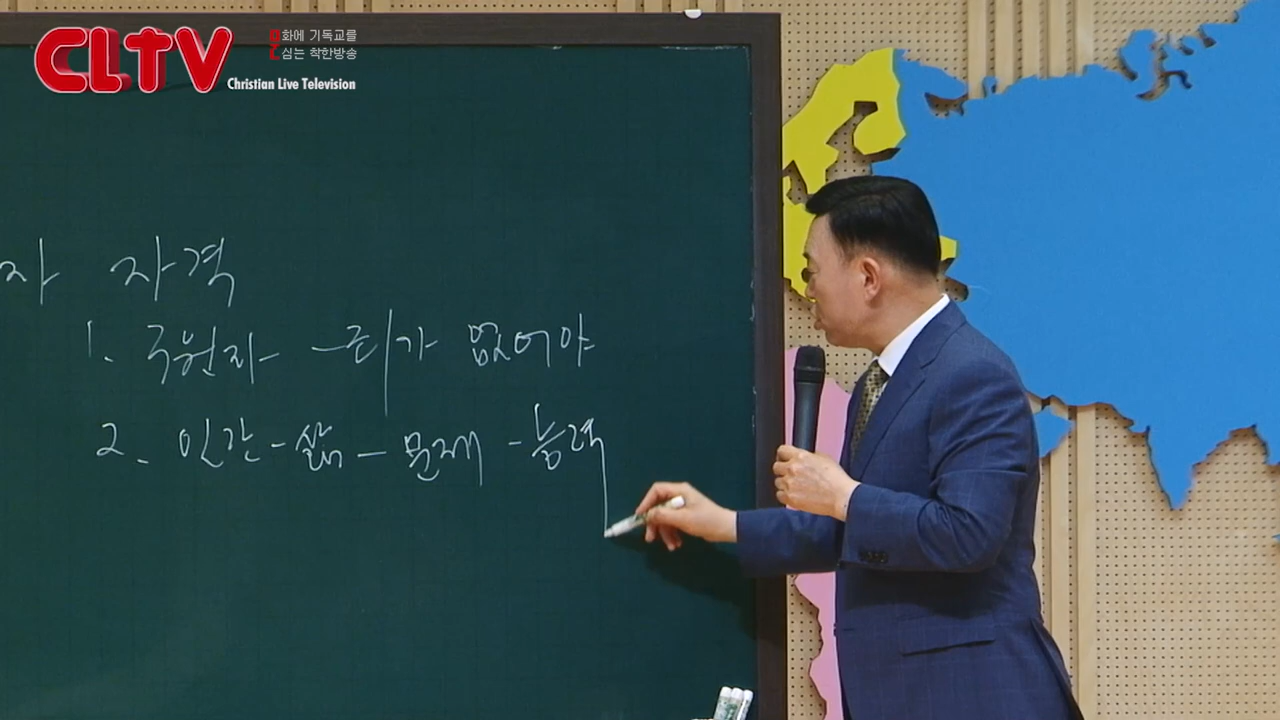 CLTV
화에 기독교를
심는 착한방송
Christian Live Television
자 자격
1. 구원자 - 죄가 없어야
2. 인간 - 삶 - 문제 - 능력